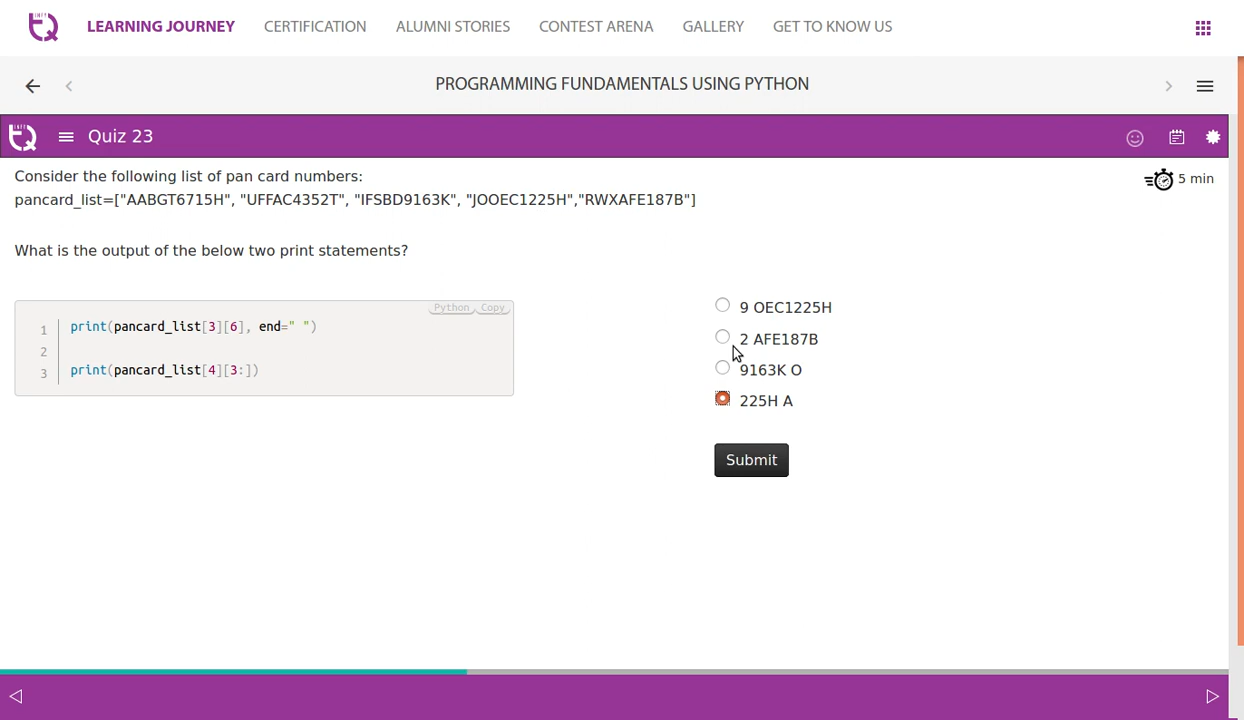 LEARNING JOURNEY CERTIFICATION ALUMNI STORIES CONTEST ARENA GALLERY GET TO KNOW US
PROGRAMMING FUNDAMENTALS USING PYTHON
Quiz 23
Consider the following list of pan card numbers:
5 min
pancard_list=["AABGT6715H", "UFFAC4352T", "IFSBD9163K", "JOOEC1225H","RWXAFE187B"]
What is the output of the below two print statements?
Python Copy
1 print(pancard_list[3][6], end=" ")
2
3 print(pancard_list[4][3:])
9 OEC1225H
2 AFE187B
9163K O
225H A
Submit